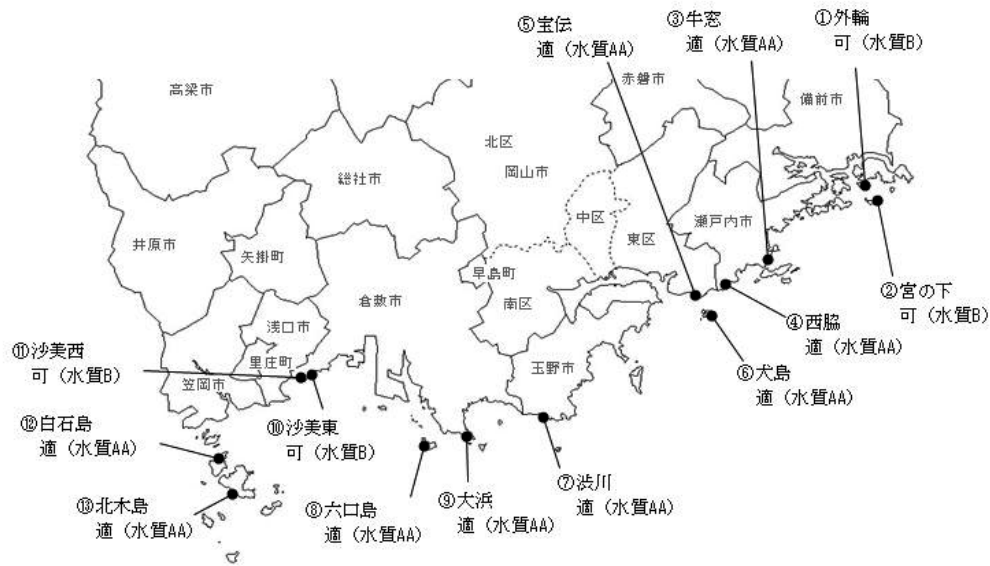 ⑤宝伝
適（水質AA）
③牛窓
適（水質AA）
①外輪
可（水質B）
高梁市
赤磐市
備前市
北区
岡山市
総社市
中区
東区
瀬戸内市
井原市
矢掛町
早島町
南区
倉敷市
②宮の下
可（水質B）
④西脇
適（水質AA）
浅口市
里庄町
⑪沙美西
可（水質B）
笠岡市
玉野市
⑥犬島
適（水質AA）
⑫白石島
適（水質AA）
⑩沙美東
可（水質B）
⑦渋川
適（水質AA）
⑬北木島
適（水質AA）
⑧六口島
適（水質AA）
⑨大浜
適（水質AA）